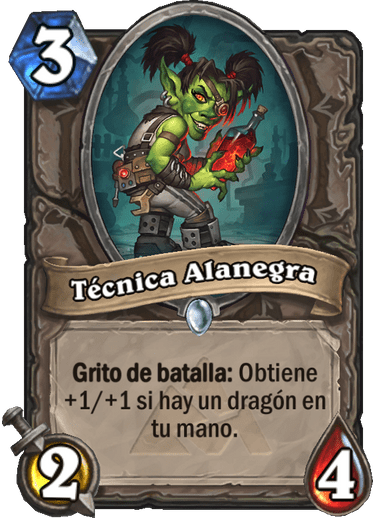 3
Técnica Alanegra
Grito de batalla: Obtiene
+1/+1 si hay un dragón en
tu mano.
2
4